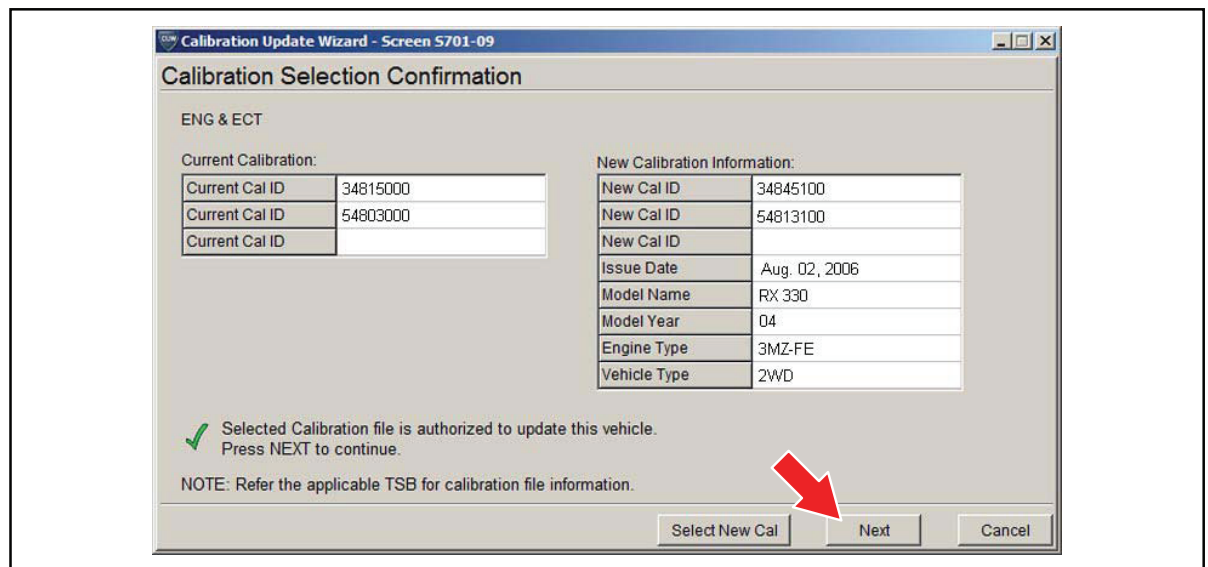 CUW Calibration Update Wizard - Screen S701-09
Calibration Selection Confirmation
ENG & ECT
Current Calibration:
Current Cal ID 34815000
Current Cal ID 54803000
Current Cal ID
New Calibration Information:
New Cal ID 34845100
New Cal ID 54813100
New Cal ID
Issue Date Aug. 02, 2006
Model Name RX 330
Model Year 04
Engine Type 3MZ-FE
Vehicle Type 2WD
Selected Calibration file is authorized to update this vehicle.
Press NEXT to continue.
NOTE: Refer the applicable TSB for calibration file information.
Select New Cal Next Cancel